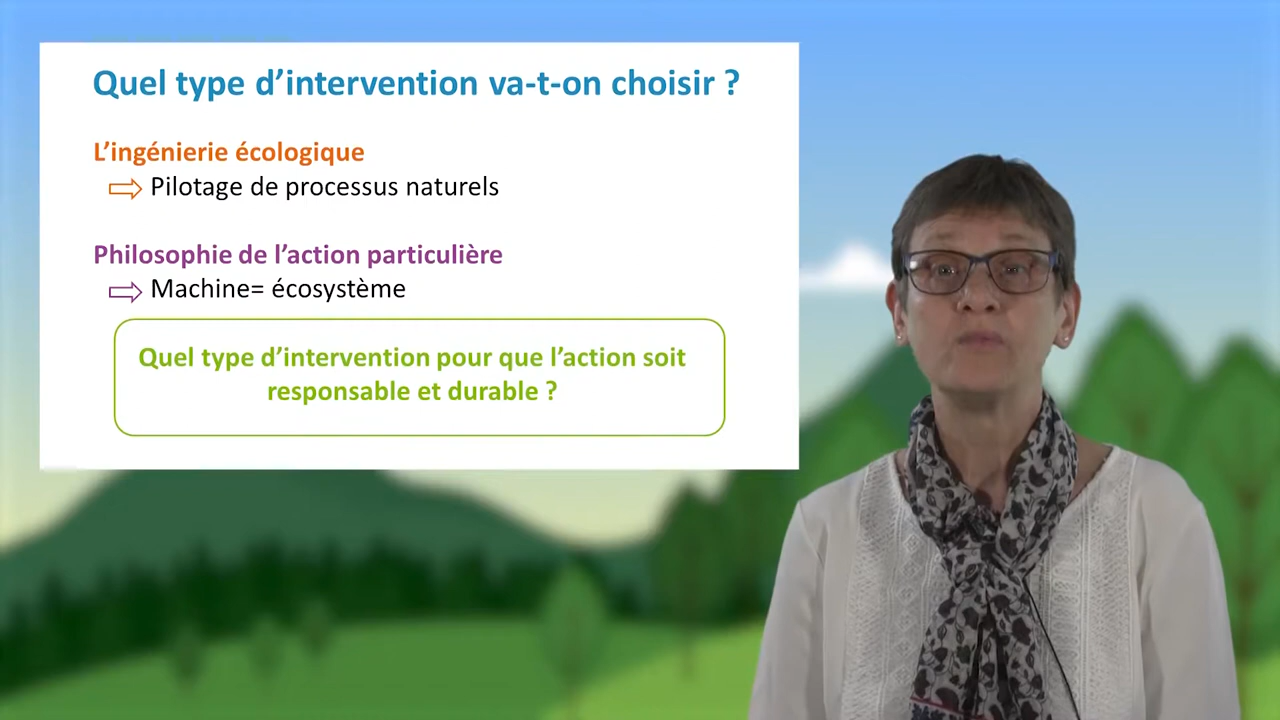 Quel type d’intervention va-t-on choisir ?
L’ingénierie écologique
Pilotage de processus naturels
Philosophie de l’action particulière
Machine= écosystème
Quel type d’intervention pour que l’action soit
responsable et durable ?